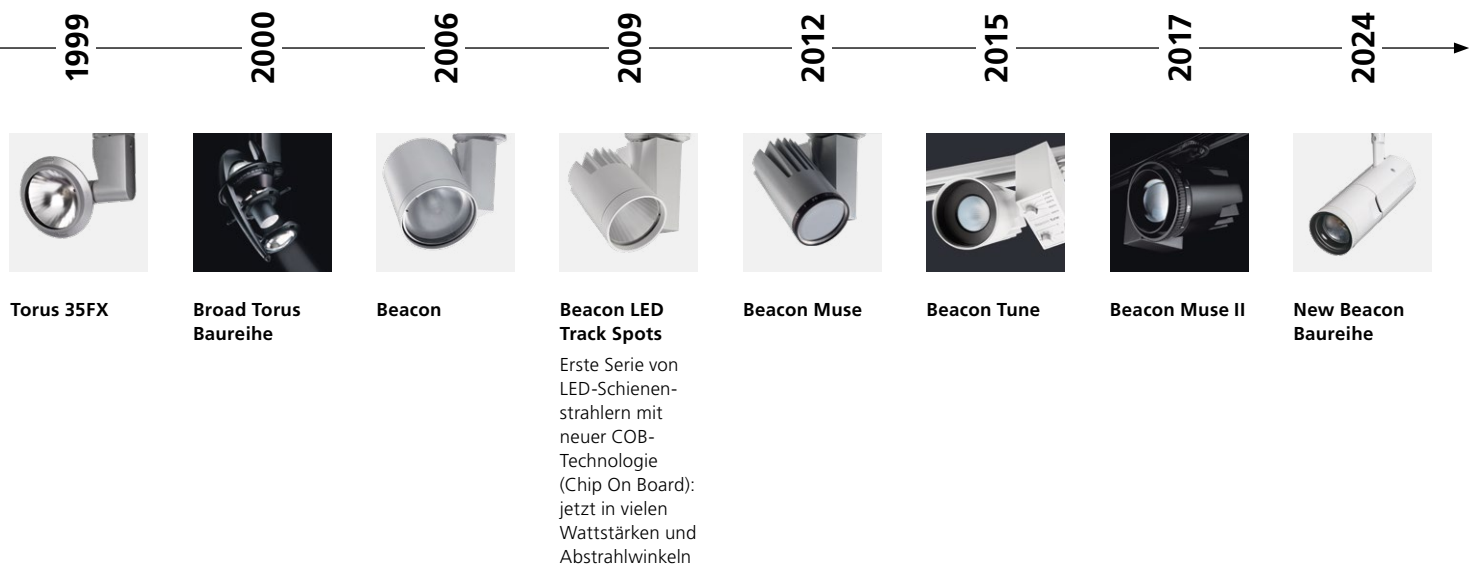 1999
2000
2006
2009
2012
2015
2017
2024
Torus 35FX
Broad Torus
Baureihe
Beacon
Beacon LED
Track Spots
Erste Serie von
LED-Schienen-
strahlern mit
neuer COB-
Technologie
(Chip On Board):
jetzt in vielen
Wattstärken und
Abstrahlwinkeln
Beacon Muse
Beacon Tune
Beacon Muse II
New Beacon
Baureihe